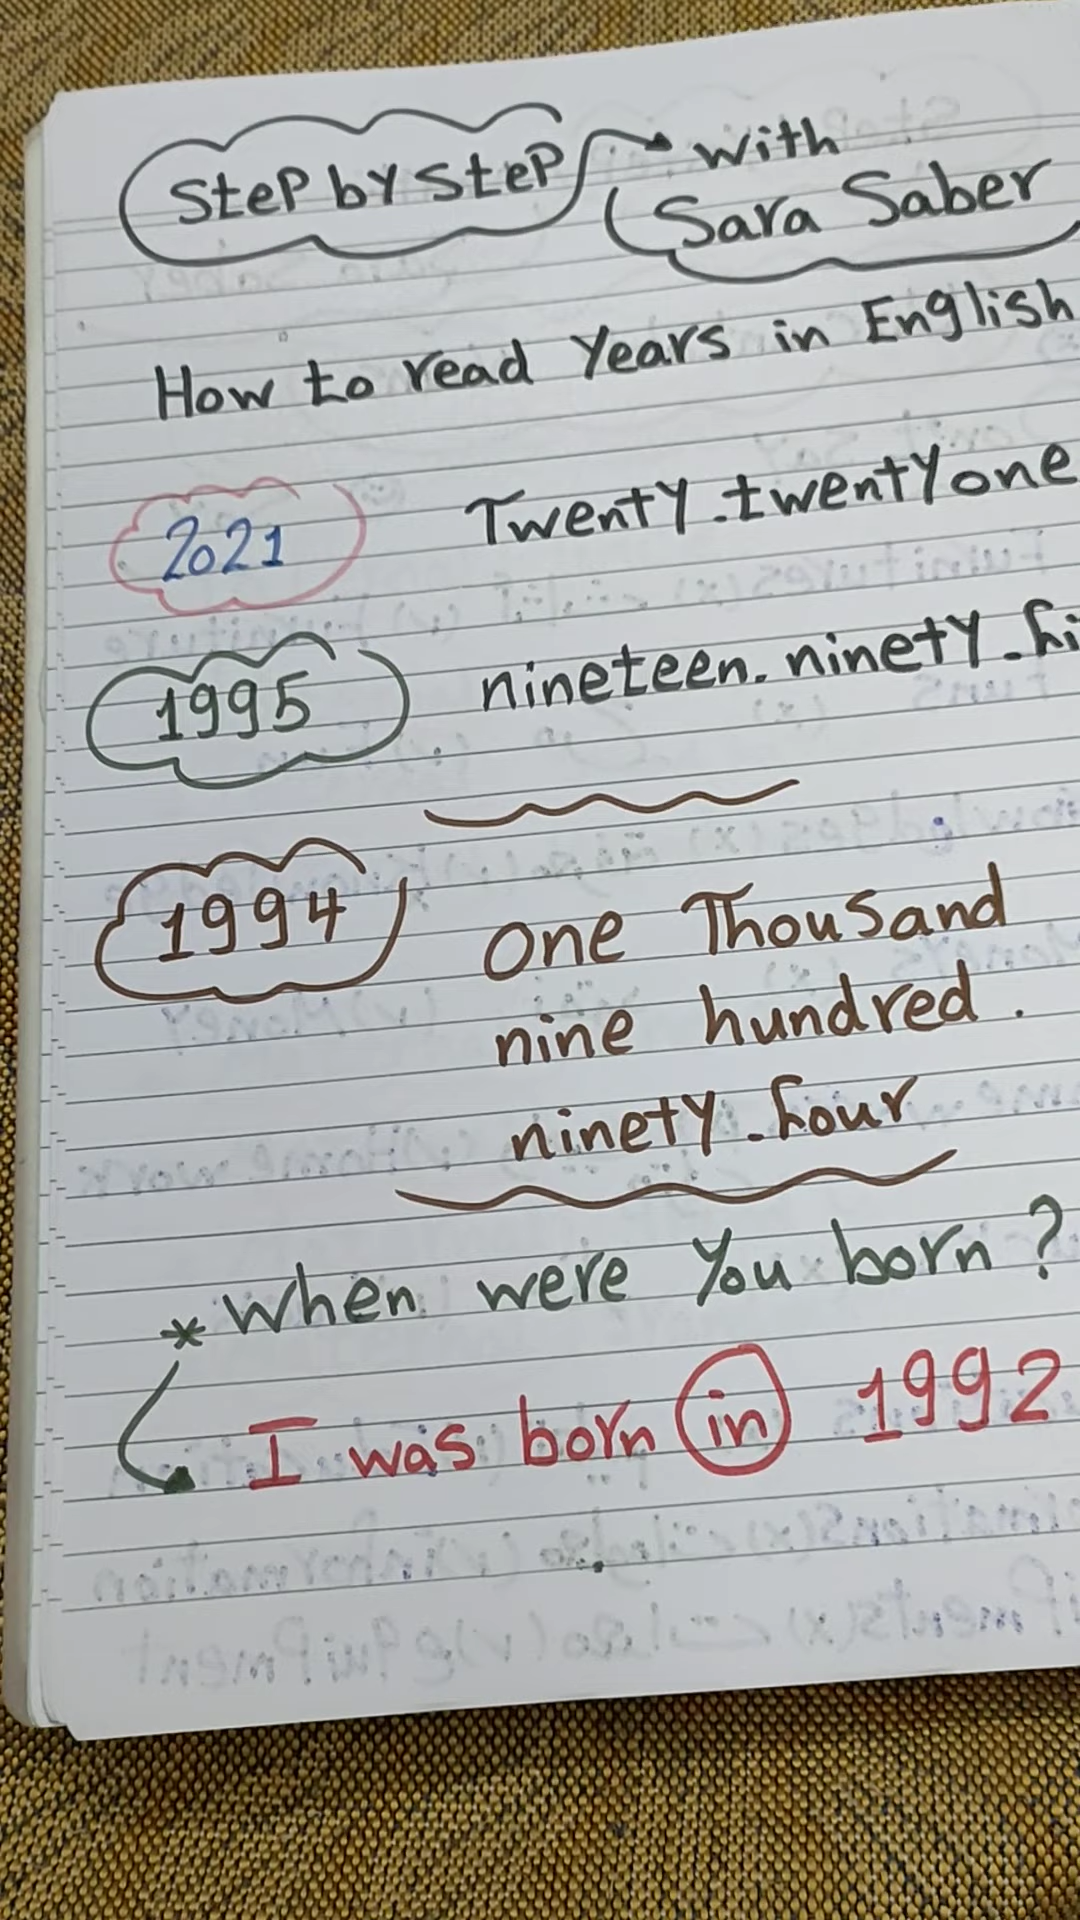 Step by Step with
Sara Saber
How to read Years in English
2021 Twenty.twenty one
1995 nineteen.ninety-fi
1994 one Thousand
nine hundred.
ninety-four
* When were You born ?
I was born in 1992